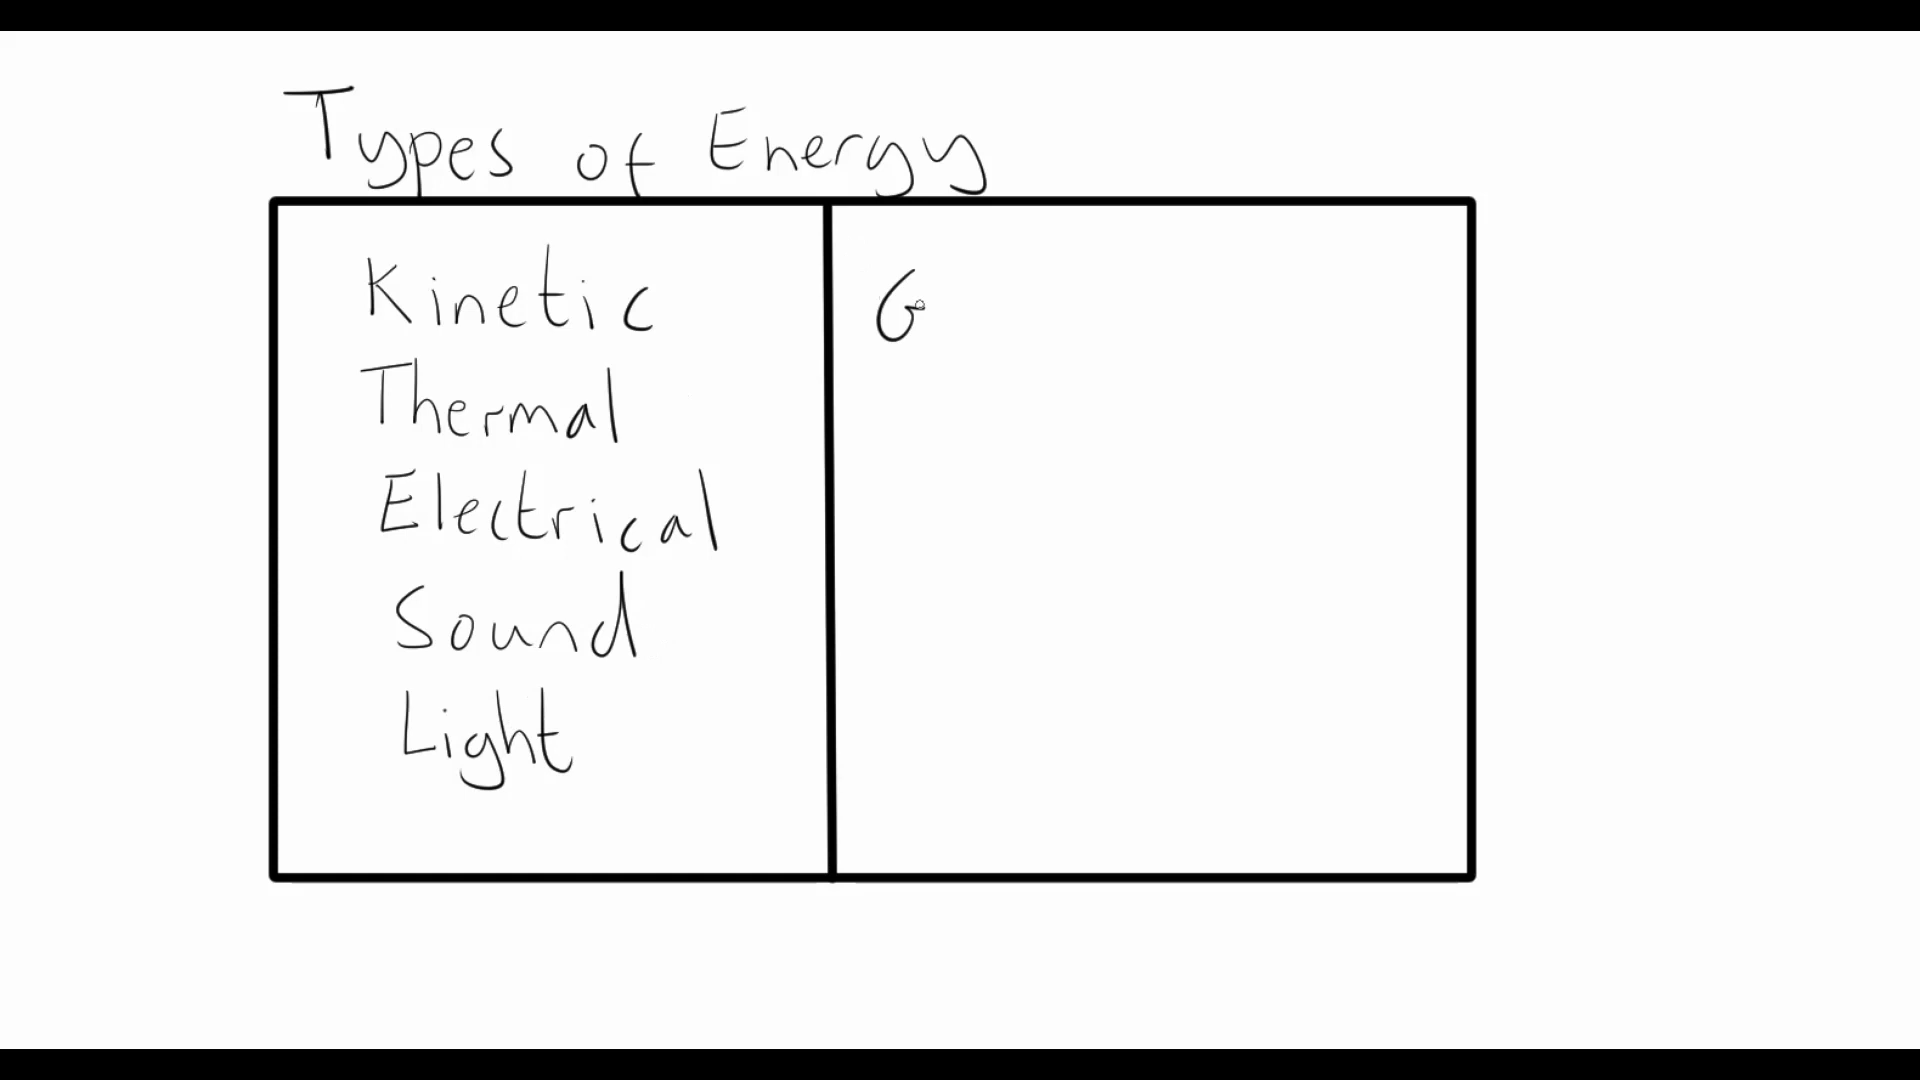 Types of Energy
Kinetic
Thermal
Electrical
Sound
Light
G